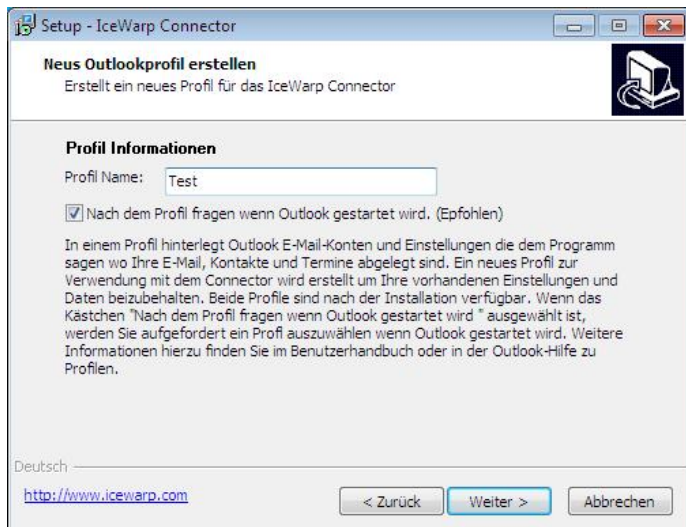 Setup - IceWarp Connector
Neus Outlookprofil erstellen
Erstellt ein neues Profil für das IceWarp Connector
Profil Informationen
Profil Name: Test
Nach dem Profil fragen wenn Outlook gestartet wird. (Epfohlen)
In einem Profil hinterlegt Outlook E-Mail-Konten und Einstellungen die dem Programm
sagen wo Ihre E-Mail, Kontakte und Termine abgelegt sind. Ein neues Profil zur
Verwendung mit dem Connector wird erstellt um Ihre vorhandenen Einstellungen und
Daten beizubehalten. Beide Profile sind nach der Installation verfügbar. Wenn das
Kästchen "Nach dem Profil fragen wenn Outlook gestartet wird " ausgewählt ist,
werden Sie aufgefordert ein Profl auszuwählen wenn Outlook gestartet wird. Weitere
Informationen hierzu finden Sie im Benutzerhandbuch oder in der Outlook-Hilfe zu
Profilen.
Deutsch
http://www.icewarp.com
< Zurück Weiter > Abbrechen